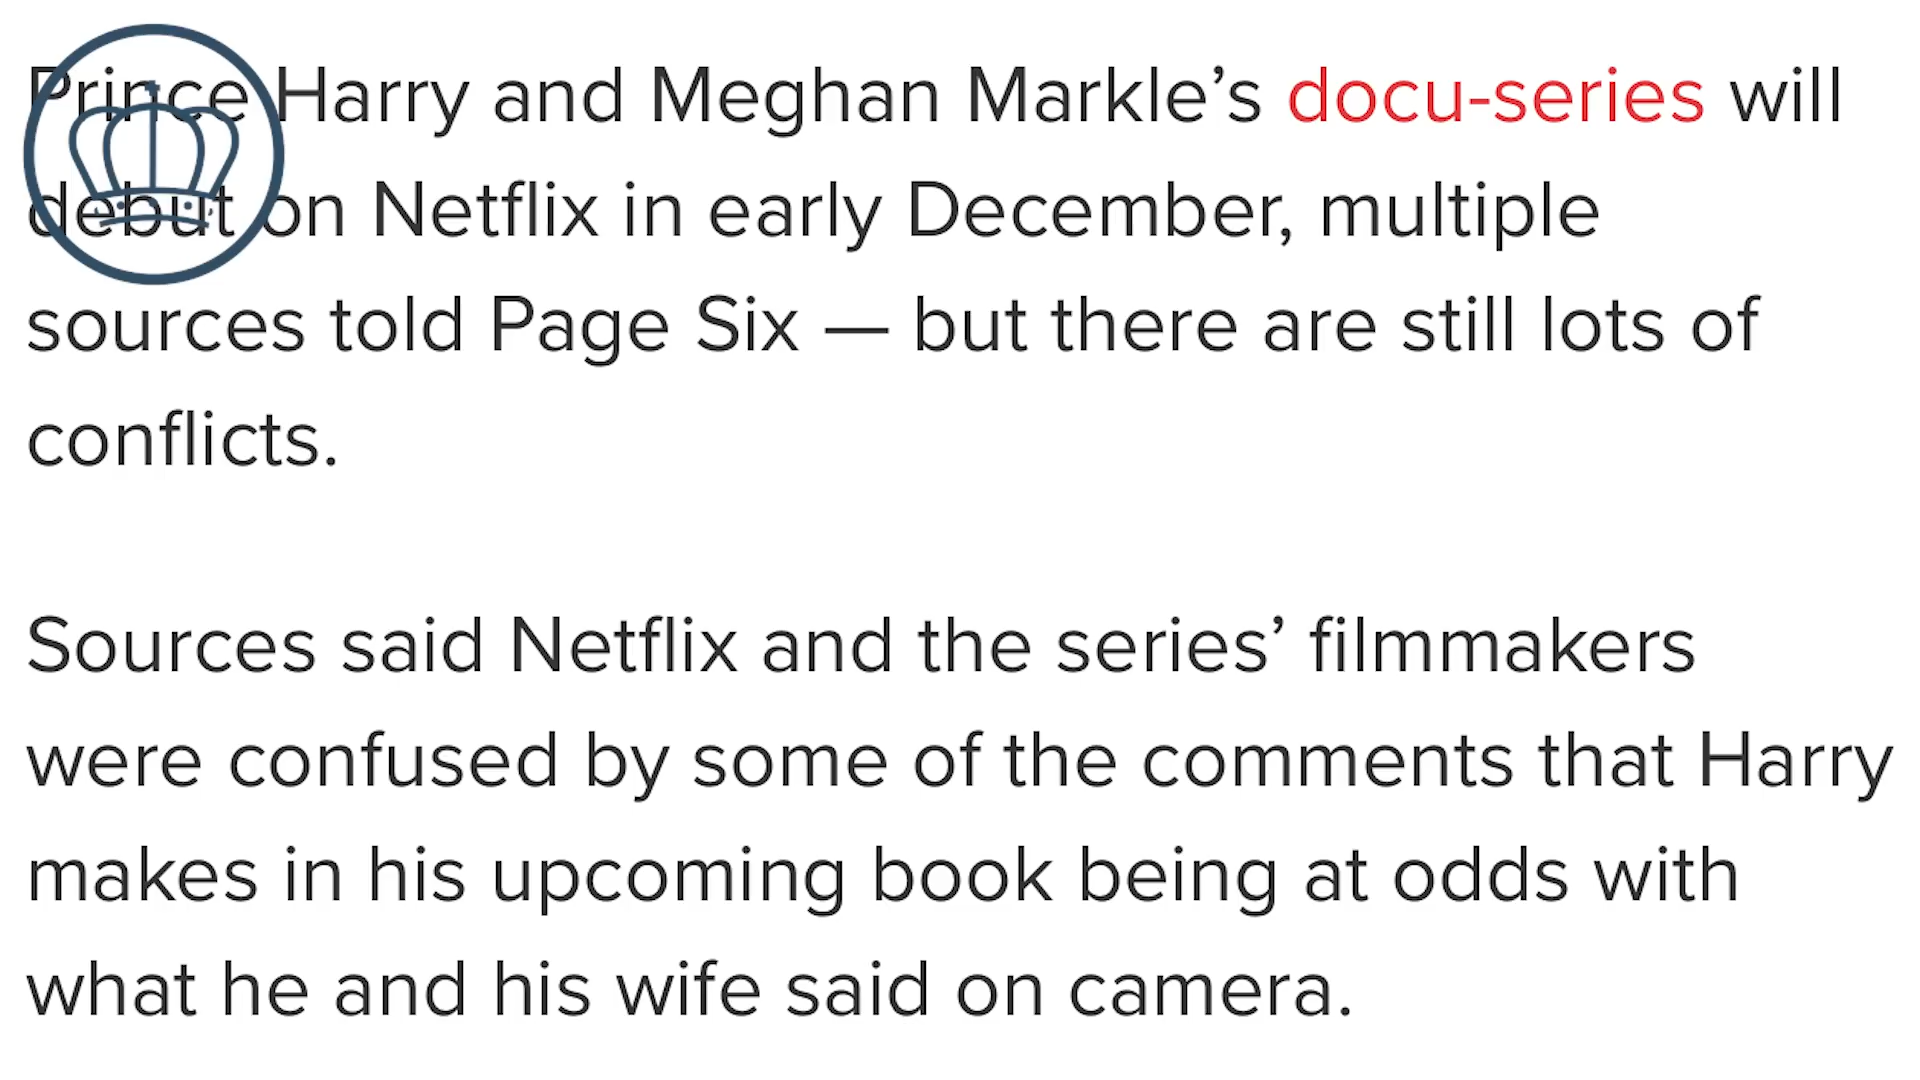 Prince Harry and Meghan Markle’s docu-series will
debut on Netflix in early December, multiple
sources told Page Six — but there are still lots of
conflicts.
Sources said Netflix and the series’ filmmakers
were confused by some of the comments that Harry
makes in his upcoming book being at odds with
what he and his wife said on camera.